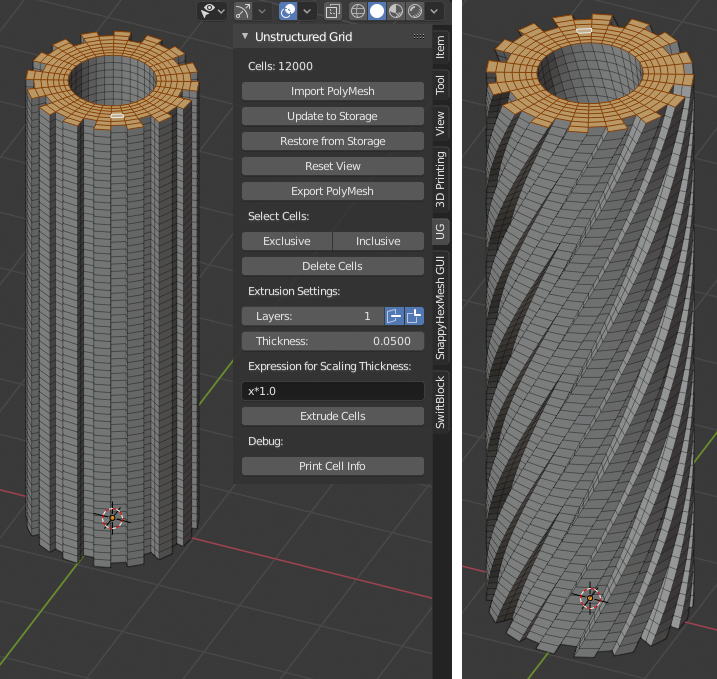 Unstructured Grid
Cells: 12000
Import PolyMesh
Update to Storage
Restore from Storage
Reset View
Export PolyMesh
Select Cells:
Exclusive Inclusive
Delete Cells
Extrusion Settings:
Layers: 1
Thickness: 0.0500
Expression for Scaling Thickness:
x*1.0
Extrude Cells
Debug:
Print Cell Info
Item
Tool
View
3D Printing
UG
SnappyHexMesh GUI
SwiftBlock